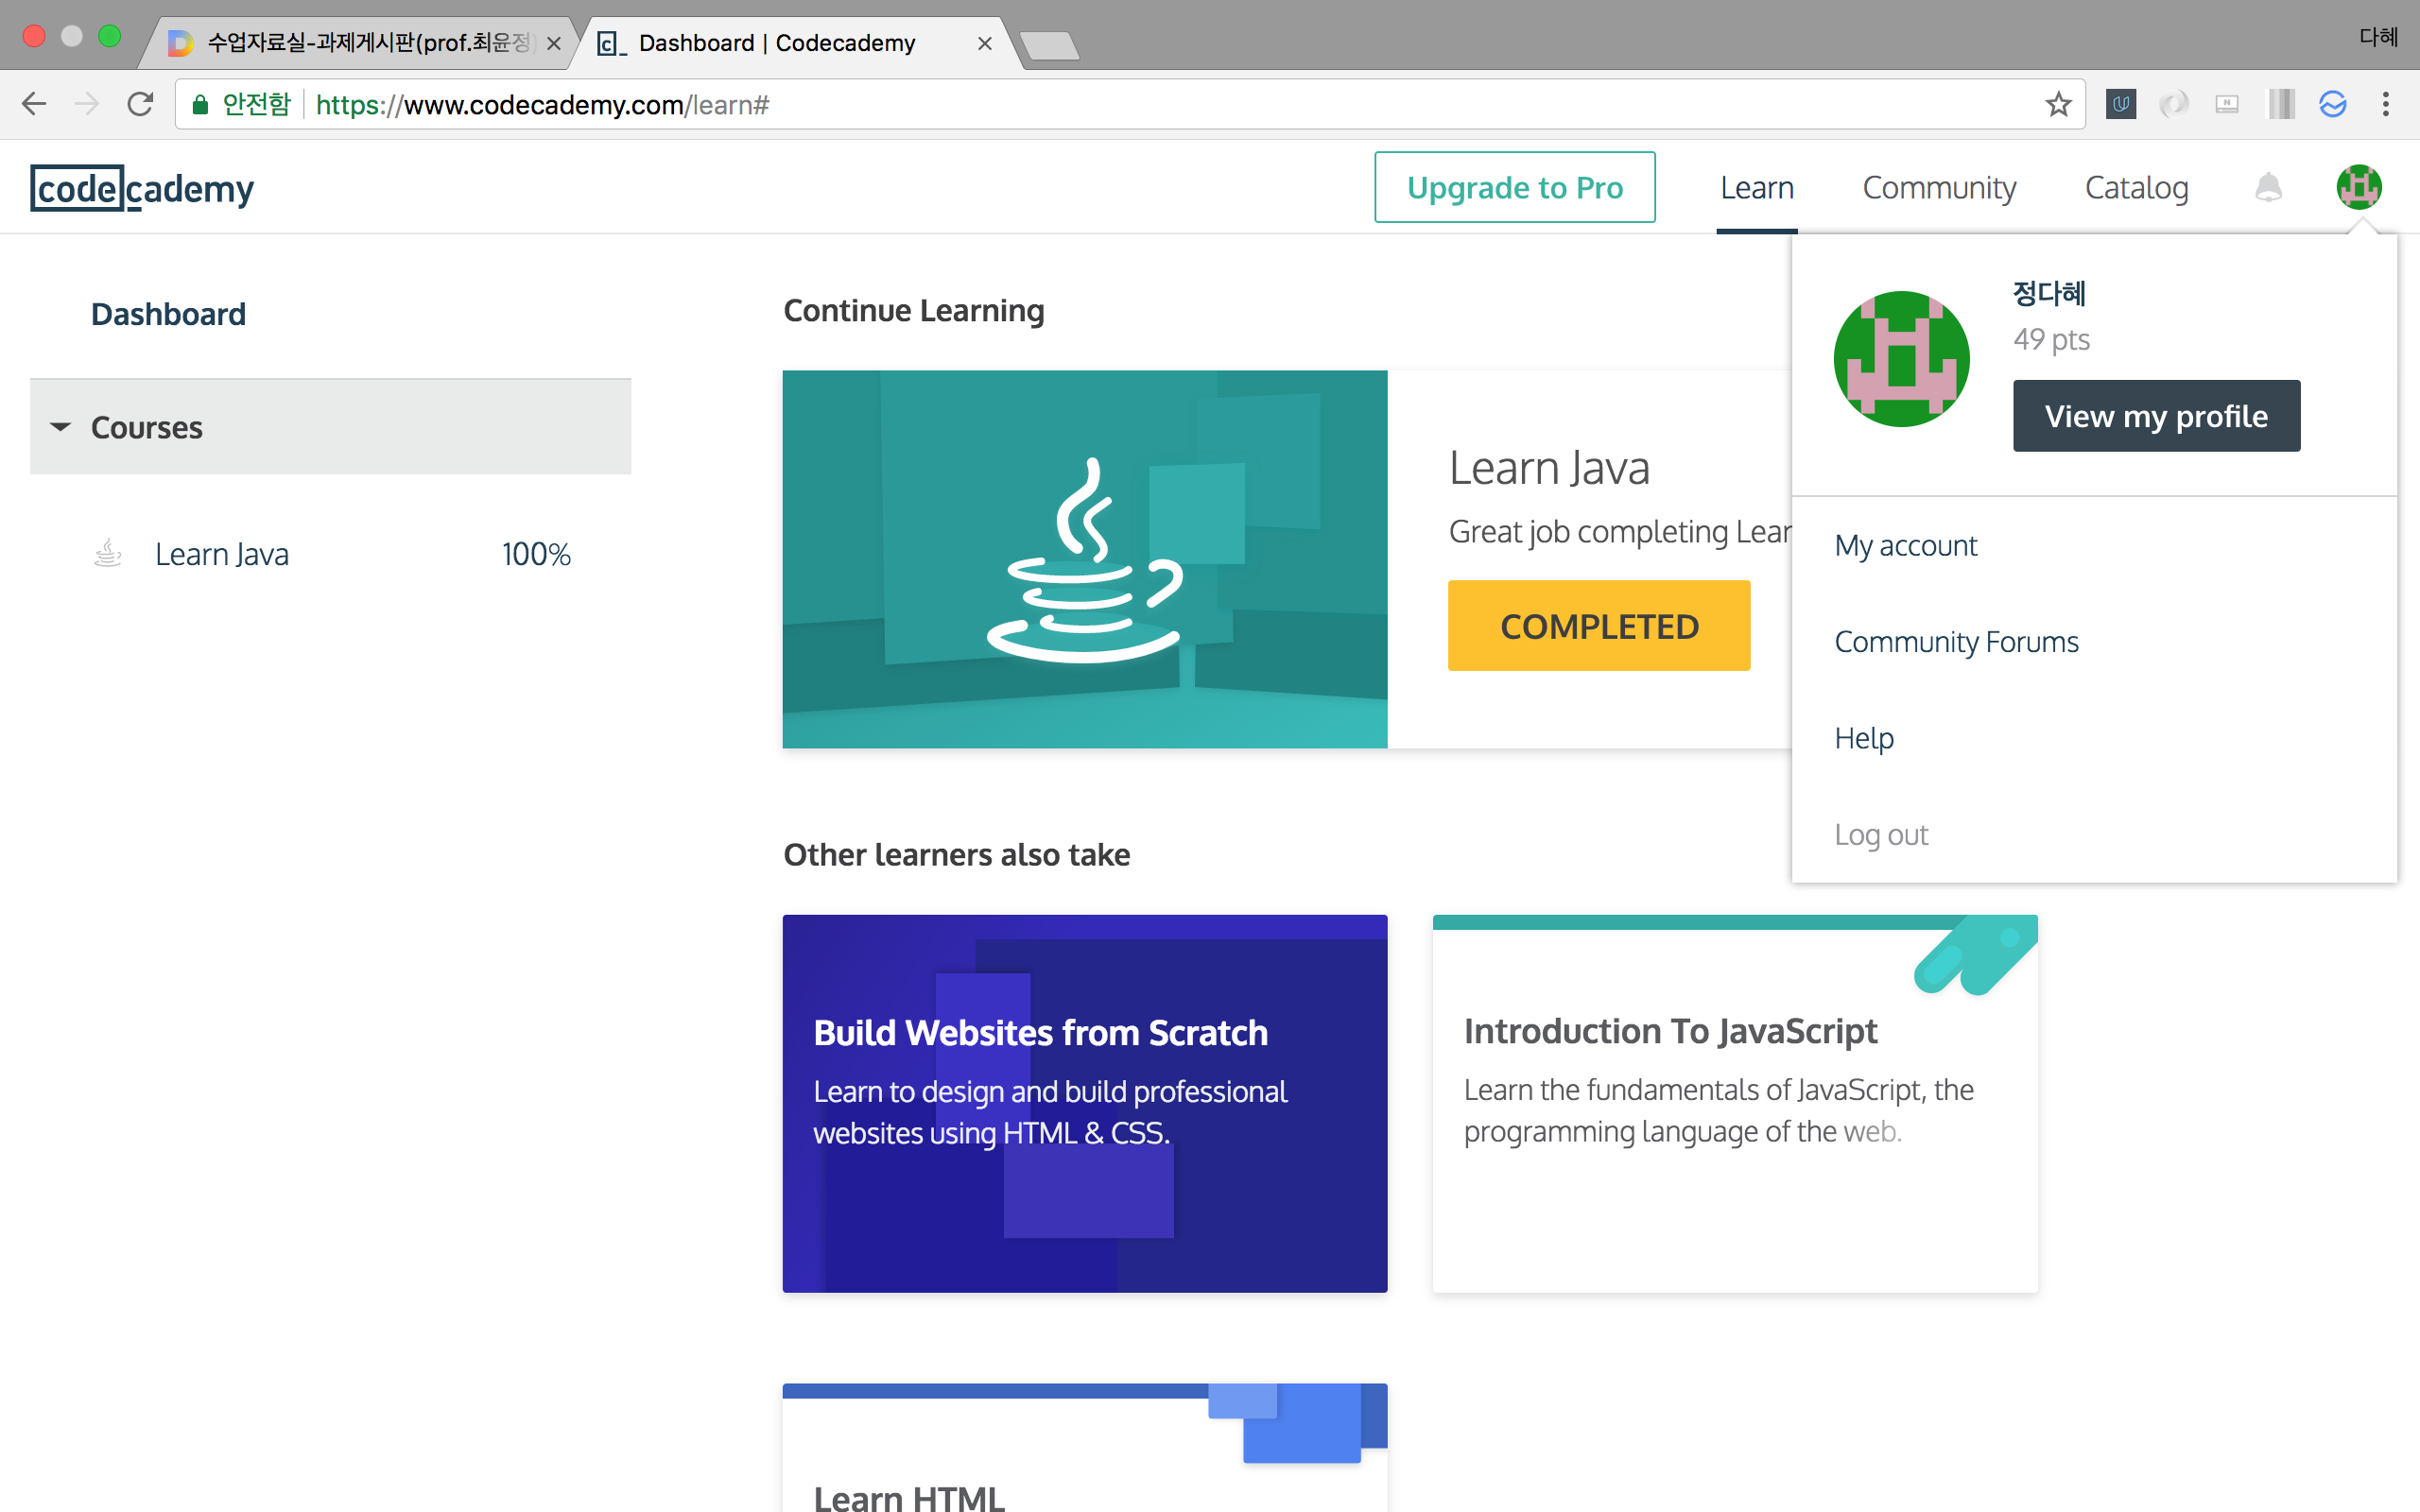 수업자료실-과제게시판(prof.최윤정)
Dashboard | Codecademy
다혜
안전함
https://www.codecademy.com/learn#
codecademy
Upgrade to Pro
Learn
Community
Catalog
정다혜
49 pts
View my profile
My account
Community Forums
Help
Log out
Dashboard
Courses
Learn Java
100%
Continue Learning
Learn Java
Great job completing Lear
COMPLETED
Other learners also take
Build Websites from Scratch
Learn to design and build professional
websites using HTML & CSS.
Introduction To JavaScript
Learn the fundamentals of JavaScript, the
programming language of the web.
Learn HTML